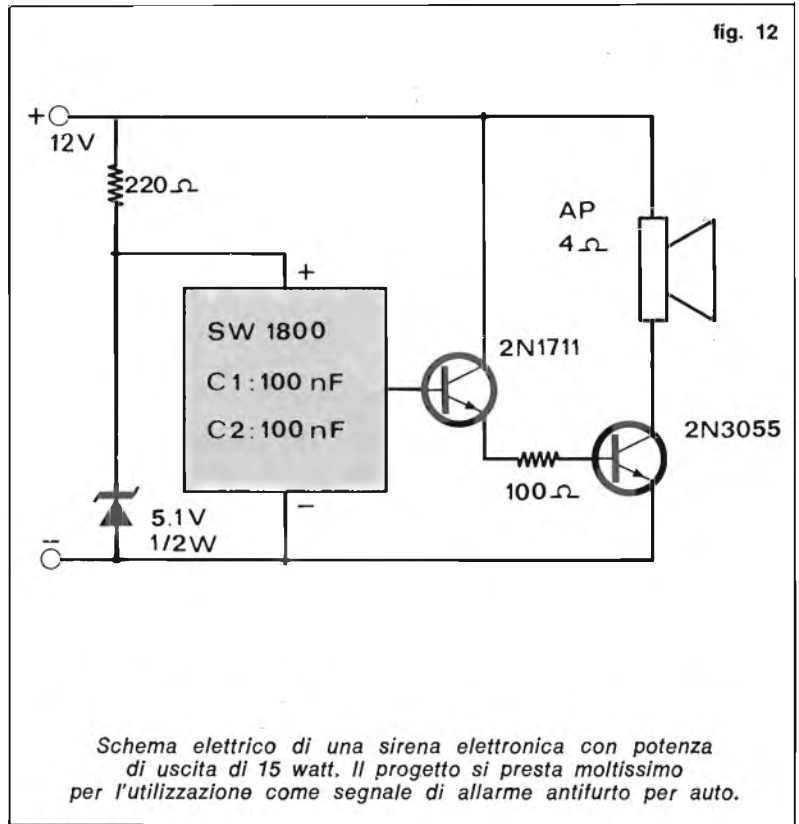 fig. 12
+
12V
220Ω
AP
4Ω
+
SW 1800
C1: 100 nF
C2: 100 nF
2N1711
2N3055
100Ω
−
5.1V
1/2W
−
Schema elettrico di una sirena elettronica con potenza
di uscita di 15 watt. Il progetto si presta moltissimo
per l'utilizzazione come segnale di allarme antifurto per auto.